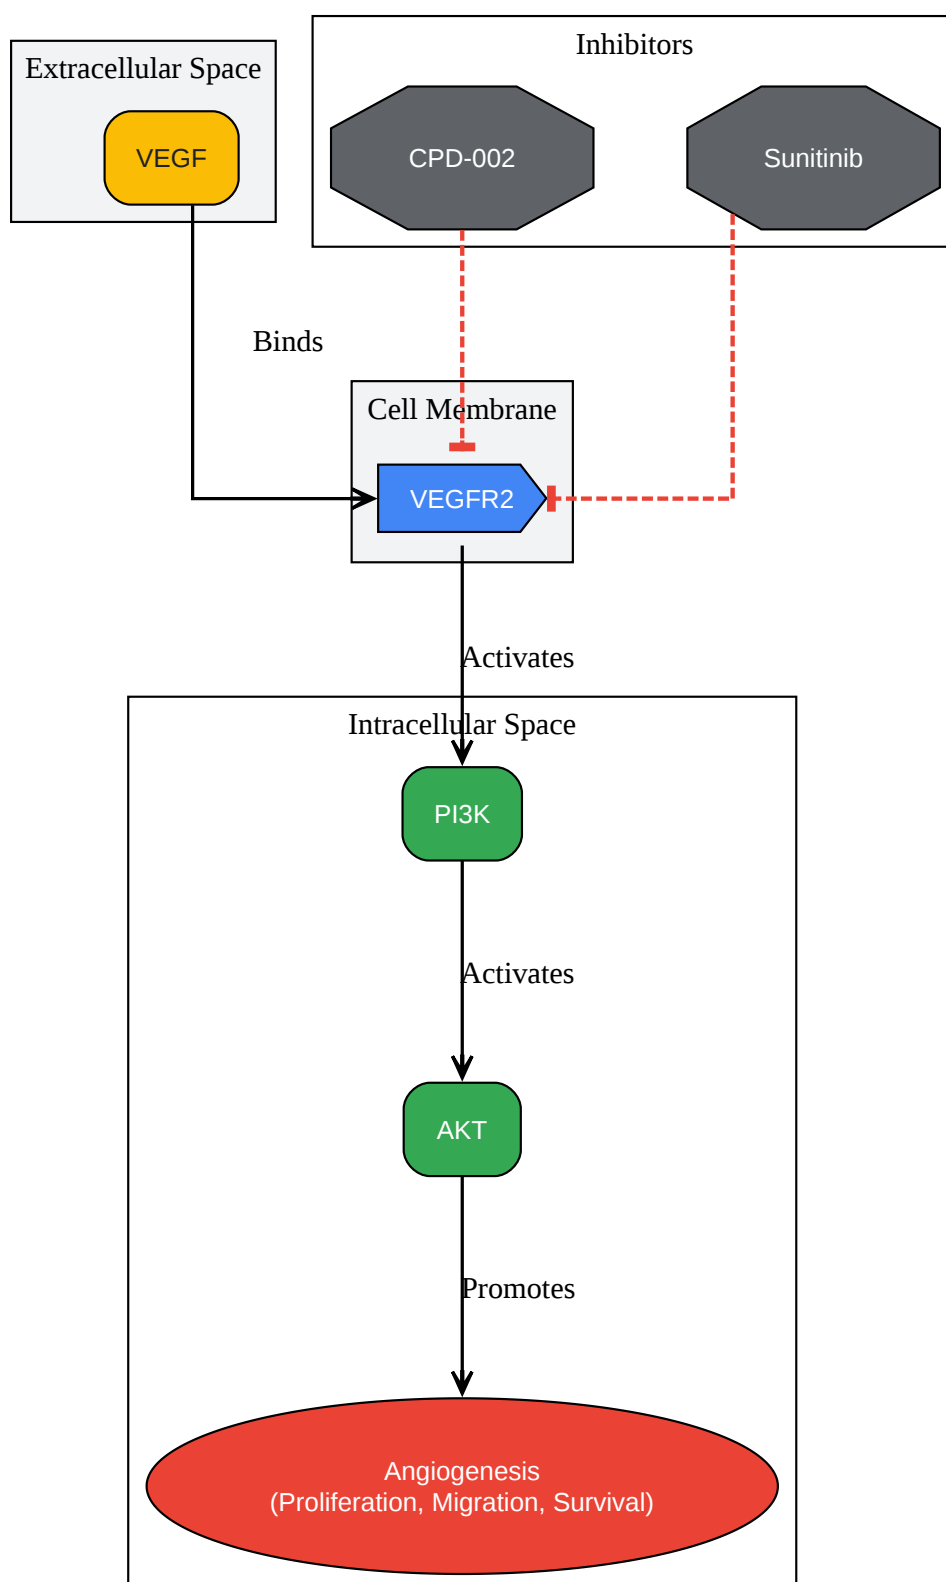 Inhibitors
Extracellular Space
VEGF
CPD-002
Sunitinib
Binds
Cell Membrane
VEGFR2
Activates
Intracellular Space
PI3K
Activates
AKT
Promotes
Angiogenesis
(Proliferation, Migration, Survival)